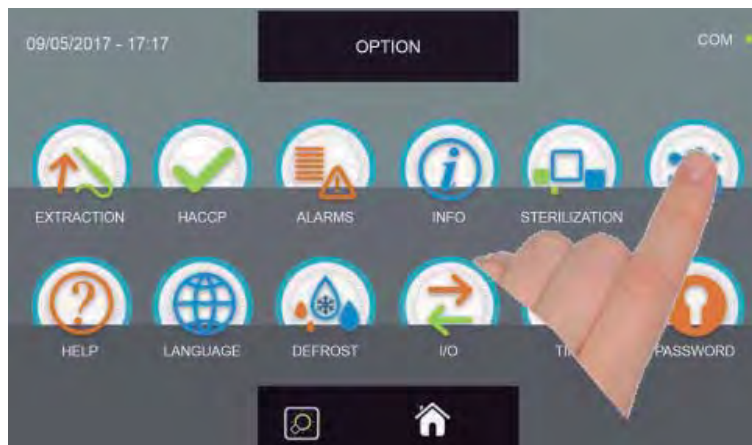 09/05/2017 - 17:17 OPTION COM
EXTRACTION HACCP ALARMS INFO STERILIZATION
HELP LANGUAGE DEFROST I/O PASSWORD